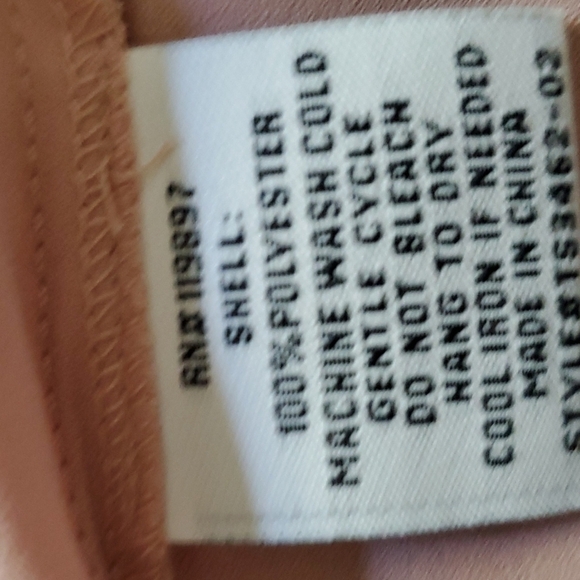 RN# 119897
SHELL:
100% POLYESTER
MACHINE WASH COLD
GENTLE CYCLE
DO NOT BLEACH
HANG TO DRY
COOL IRON IF NEEDED
MADE IN CHINA
STYLE#